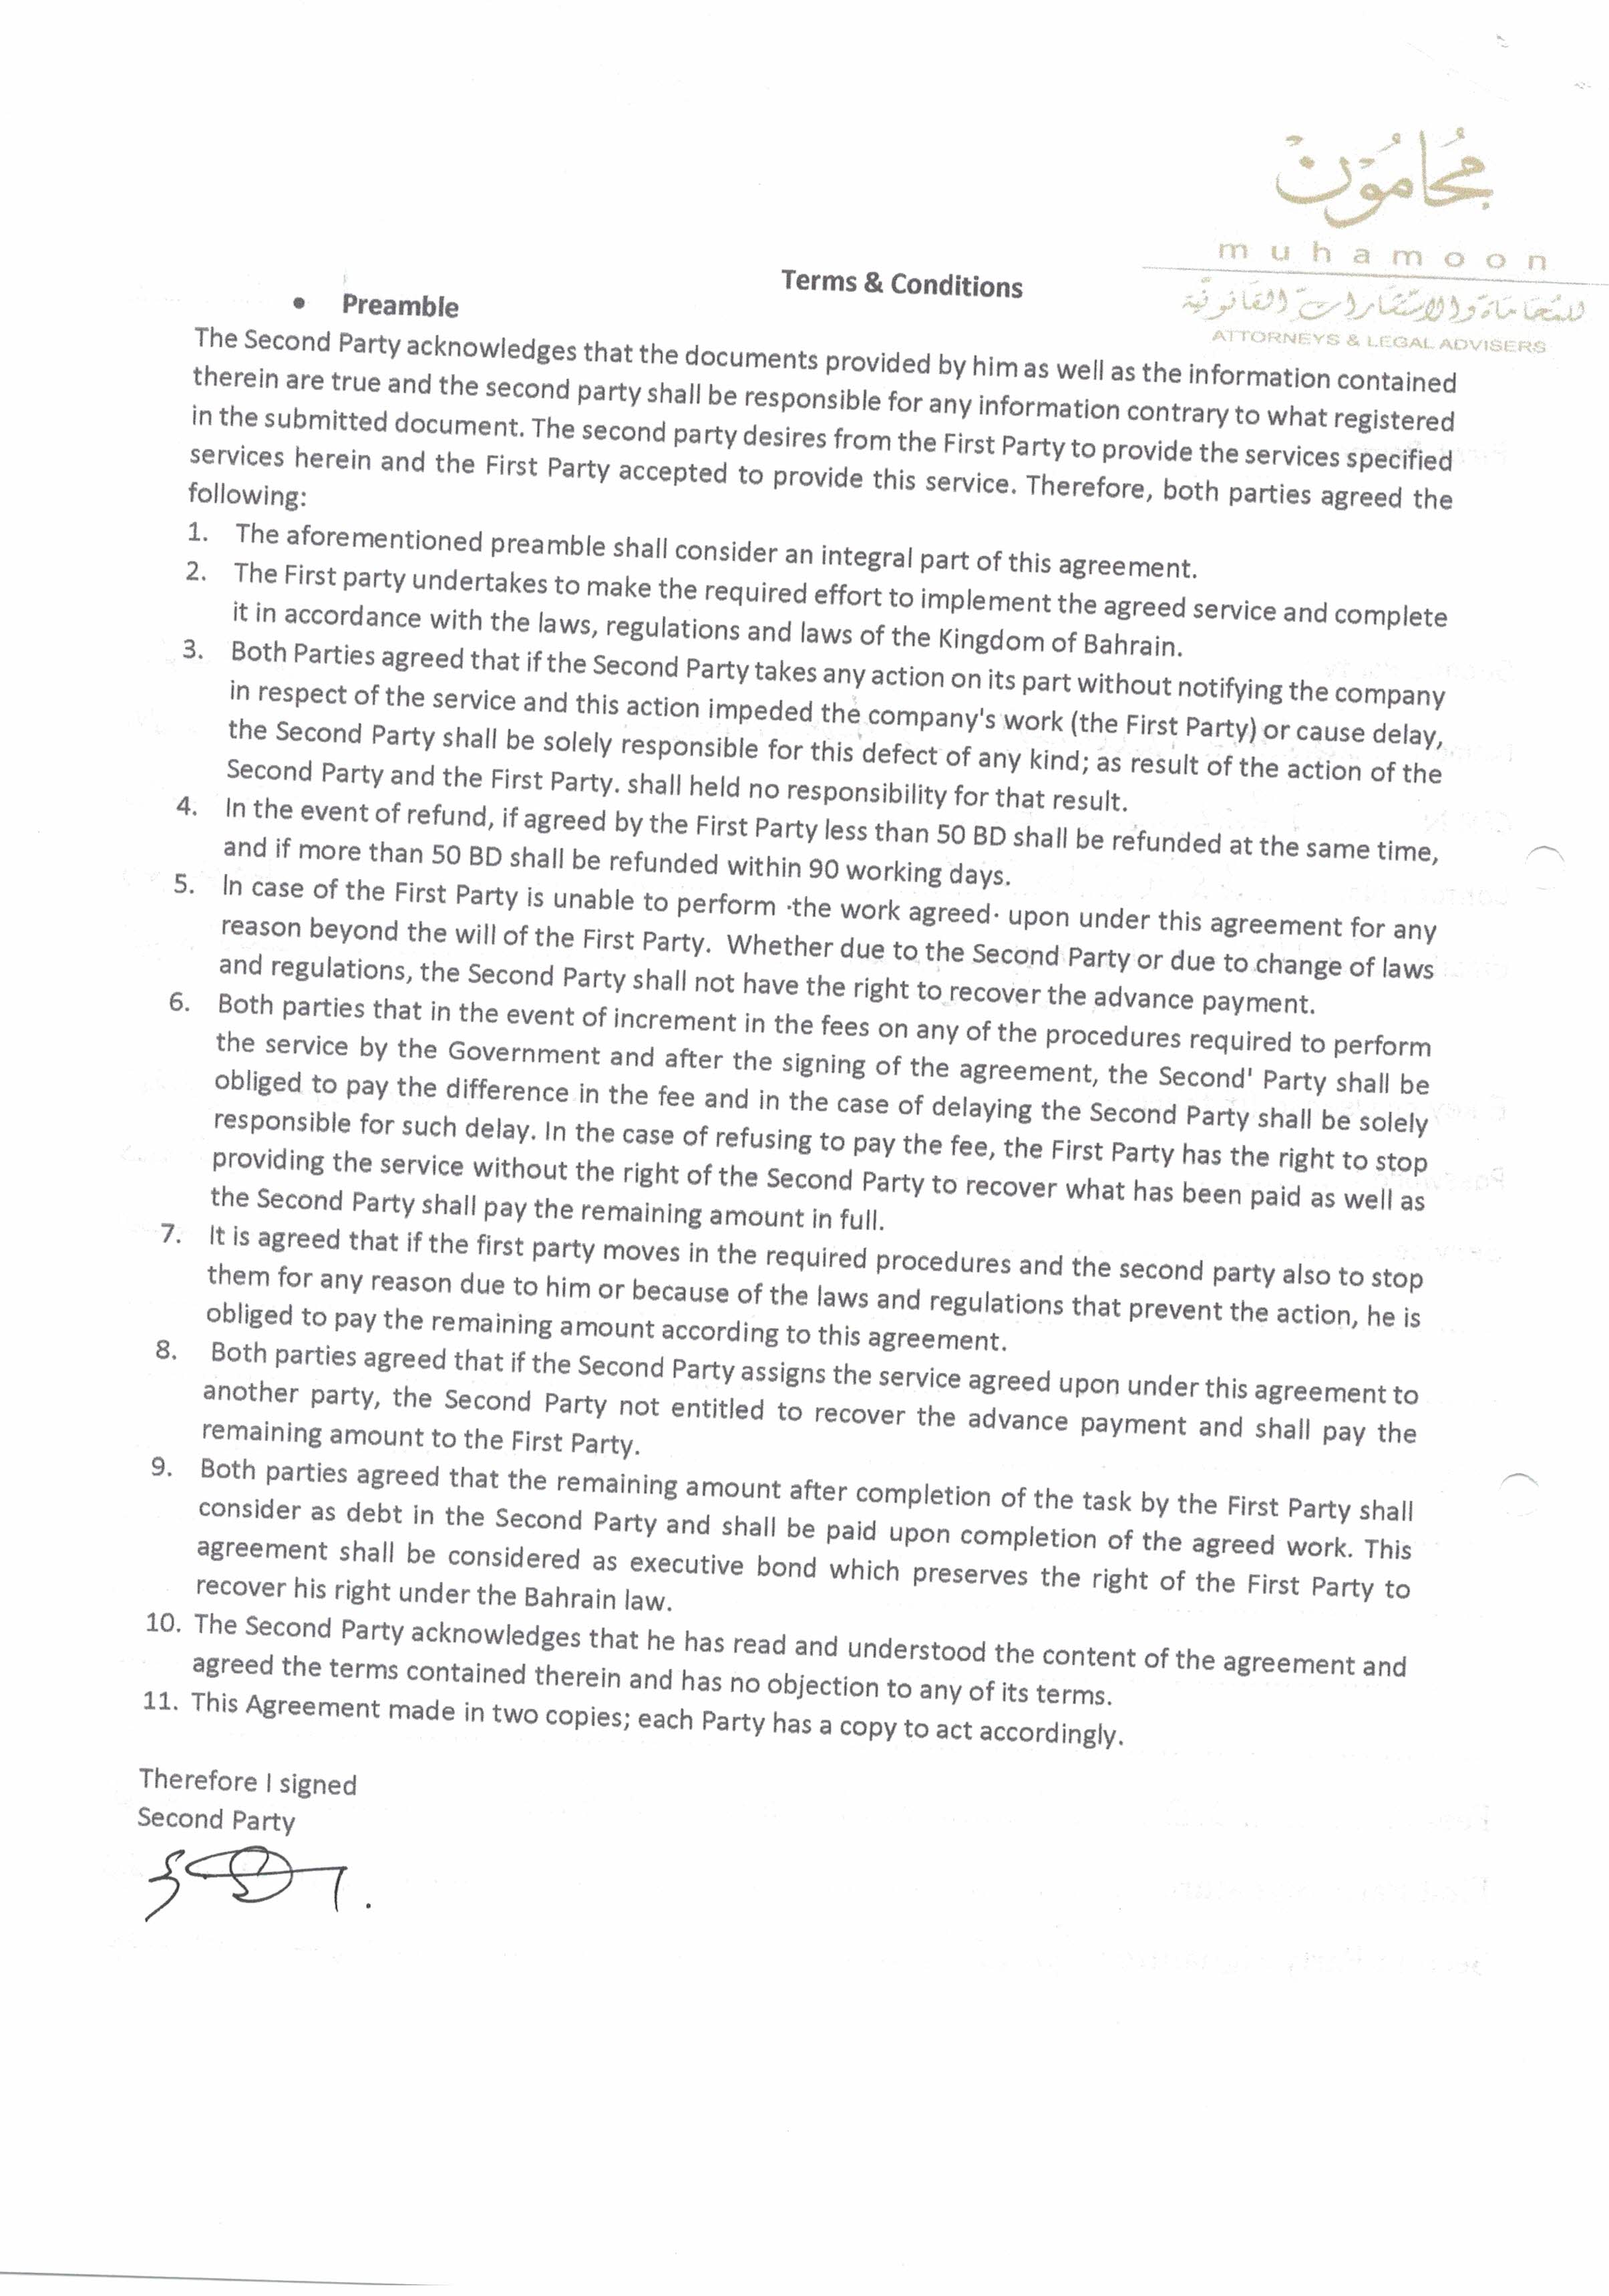 محامون
muhamoon
للمحاماة والاستشارات القانونية
ATTORNEYS & LEGAL ADVISERS
Terms & Conditions
• Preamble
The Second Party acknowledges that the documents provided by him as well as the information contained
therein are true and the second party shall be responsible for any information contrary to what registered
in the submitted document. The second party desires from the First Party to provide the services specified
services herein and the First Party accepted to provide this service. Therefore, both parties agreed the
following:
1. The aforementioned preamble shall consider an integral part of this agreement.
2. The First party undertakes to make the required effort to implement the agreed service and complete
it in accordance with the laws, regulations and laws of the Kingdom of Bahrain.
3. Both Parties agreed that if the Second Party takes any action on its part without notifying the company
in respect of the service and this action impeded the company's work (the First Party) or cause delay,
the Second Party shall be solely responsible for this defect of any kind; as result of the action of the
Second Party and the First Party. shall held no responsibility for that result.
4. In the event of refund, if agreed by the First Party less than 50 BD shall be refunded at the same time,
and if more than 50 BD shall be refunded within 90 working days.
5. In case of the First Party is unable to perform ·the work agreed· upon under this agreement for any
reason beyond the will of the First Party. Whether due to the Second Party or due to change of laws
and regulations, the Second Party shall not have the right to recover the advance payment.
6. Both parties that in the event of increment in the fees on any of the procedures required to perform
the service by the Government and after the signing of the agreement, the Second' Party shall be
obliged to pay the difference in the fee and in the case of delaying the Second Party shall be solely
responsible for such delay. In the case of refusing to pay the fee, the First Party has the right to stop
providing the service without the right of the Second Party to recover what has been paid as well as
the Second Party shall pay the remaining amount in full.
7. It is agreed that if the first party moves in the required procedures and the second party also to stop
them for any reason due to him or because of the laws and regulations that prevent the action, he is
obliged to pay the remaining amount according to this agreement.
8. Both parties agreed that if the Second Party assigns the service agreed upon under this agreement to
another party, the Second Party not entitled to recover the advance payment and shall pay the
remaining amount to the First Party.
9. Both parties agreed that the remaining amount after completion of the task by the First Party shall
consider as debt in the Second Party and shall be paid upon completion of the agreed work. This
agreement shall be considered as executive bond which preserves the right of the First Party to
recover his right under the Bahrain law.
10. The Second Party acknowledges that he has read and understood the content of the agreement and
agreed the terms contained therein and has no objection to any of its terms.
11. This Agreement made in two copies; each Party has a copy to act accordingly.
Therefore I signed
Second Party